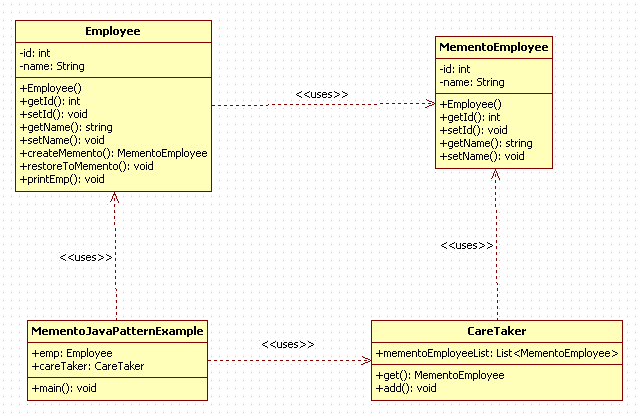 Employee
-id: int
-name: String
+Employee()
+getId(): int
+setId(): void
+getName(): string
+setName(): void
+createMemento(): MementoEmployee
+restoreToMemento(): void
+printEmp(): void
<<uses>>
MementoEmployee
-id: int
-name: String
+Employee()
+getId(): int
+setId(): void
+getName(): string
+setName(): void
<<uses>>
<<uses>>
MementoJavaPatternExample
+emp: Employee
+careTaker: CareTaker
+main(): void
<<uses>>
CareTaker
+mementoEmployeeList: List<MementoEmployee>
+get(): MementoEmployee
+add(): void